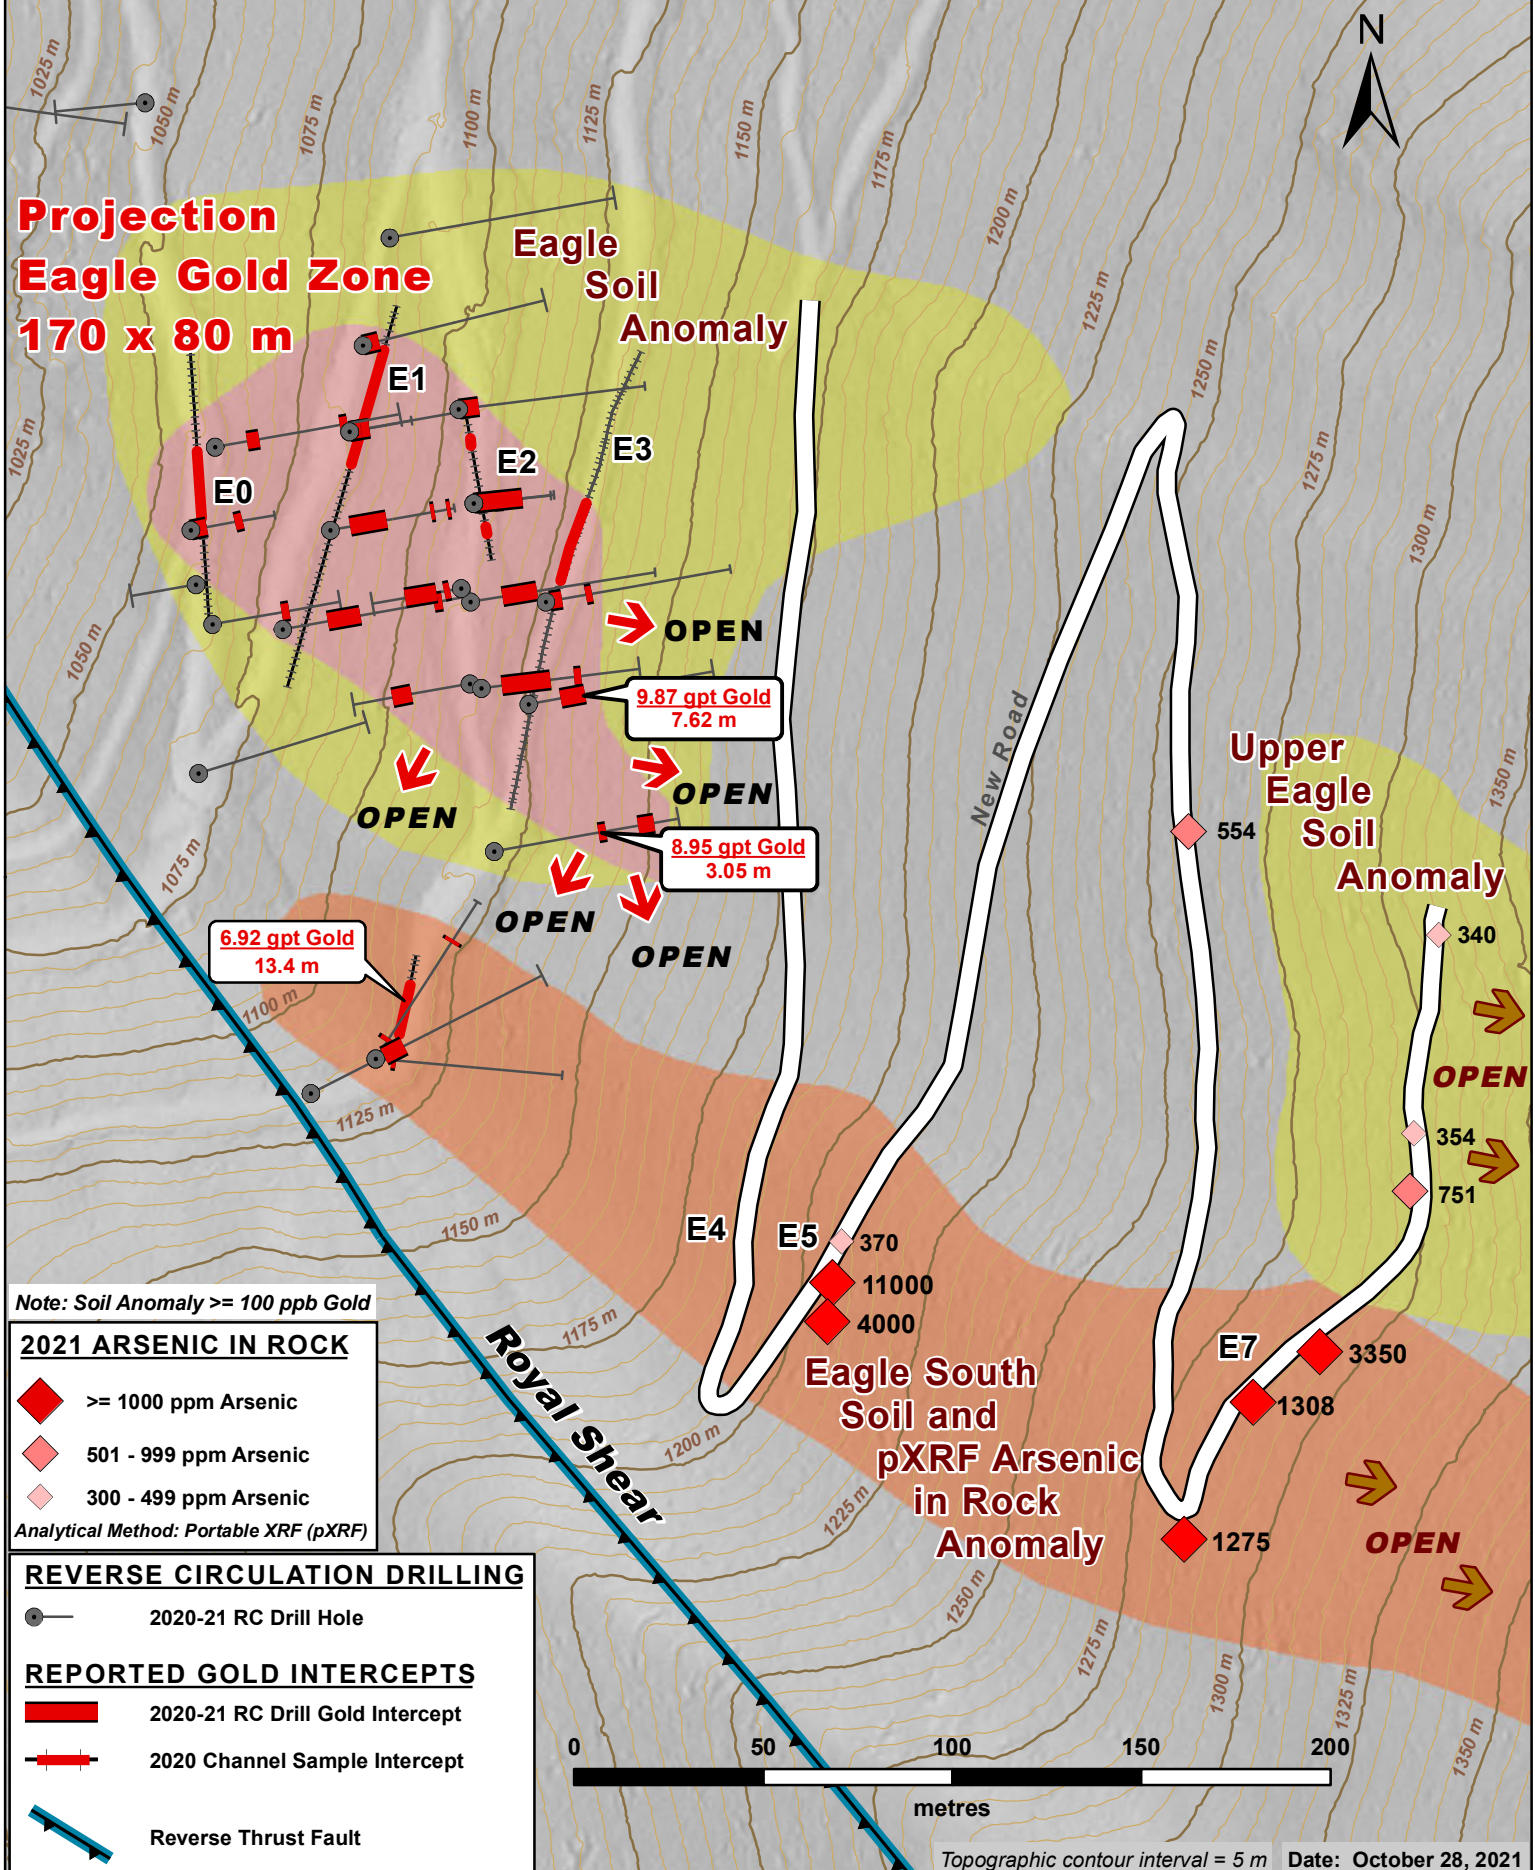 N
1025 m
1050 m
1075 m
1100 m
1125 m
1150 m
1175 m
1200 m
1225 m
1250 m
1275 m
1300 m
1350 m
Projection
Eagle Gold Zone
170 x 80 m
Eagle
Soil
Anomaly
E1
E0
E2
E3
1025 m
1050 m
1075 m
OPEN
9.87 gpt Gold
7.62 m
OPEN
OPEN
8.95 gpt Gold
3.05 m
OPEN
OPEN
6.92 gpt Gold
13.4 m
New Road
Upper
Eagle
Soil
Anomaly
554
340
OPEN
354
751
1100 m
1125 m
1150 m
1175 m
1200 m
1225 m
1250 m
1275 m
1300 m
1325 m
1350 m
E4
E5
370
11000
4000
E7
3350
1308
1275
Eagle South
Soil and
pXRF Arsenic
in Rock
Anomaly
OPEN
Royal Shear
Note: Soil Anomaly >= 100 ppb Gold
2021 ARSENIC IN ROCK
>= 1000 ppm Arsenic
501 - 999 ppm Arsenic
300 - 499 ppm Arsenic
Analytical Method: Portable XRF (pXRF)
REVERSE CIRCULATION DRILLING
2020-21 RC Drill Hole
REPORTED GOLD INTERCEPTS
2020-21 RC Drill Gold Intercept
2020 Channel Sample Intercept
Reverse Thrust Fault
0 50 100 150 200
metres
Topographic contour interval = 5 m
Date: October 28, 2021